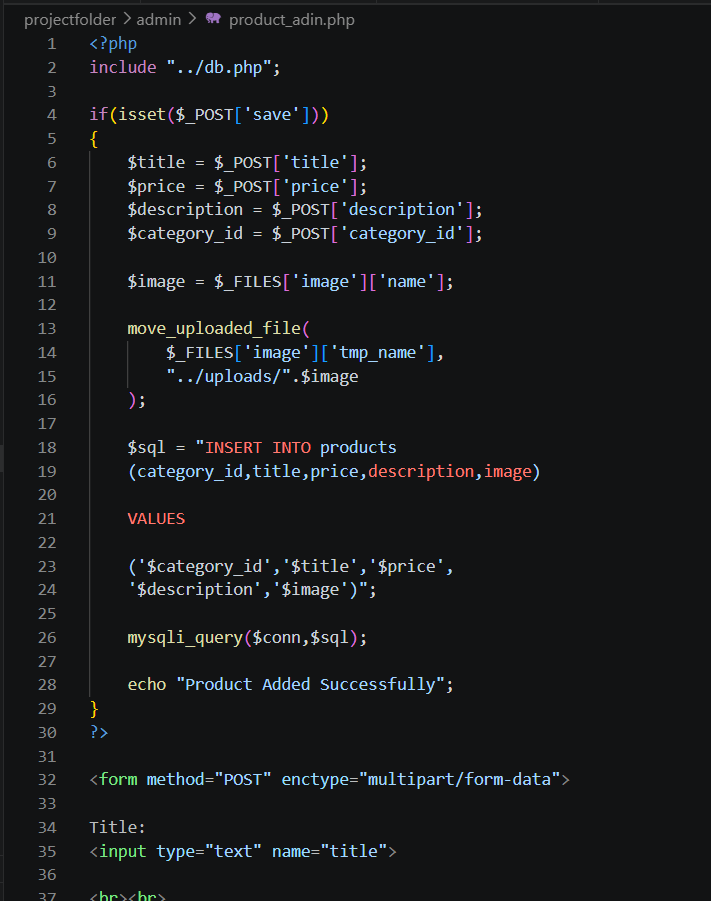 projectfolder > admin > product_adin.php
1 <?php
2 include "../db.php";
3
4 if(isset($_POST['save']))
5 {
6 $title = $_POST['title'];
7 $price = $_POST['price'];
8 $description = $_POST['description'];
9 $category_id = $_POST['category_id'];
10
11 $image = $_FILES['image']['name'];
12
13 move_uploaded_file(
14 $_FILES['image']['tmp_name'],
15 "../uploads/".$image
16 );
17
18 $sql = "INSERT INTO products
19 (category_id,title,price,description,image)
20
21 VALUES
22
23 ('$category_id','$title','$price',
24 '$description','$image')";
25
26 mysqli_query($conn,$sql);
27
28 echo "Product Added Successfully";
29 }
30 ?>
31
32 <form method="POST" enctype="multipart/form-data">
33
34 Title:
35 <input type="text" name="title">
36
37 <br><br>